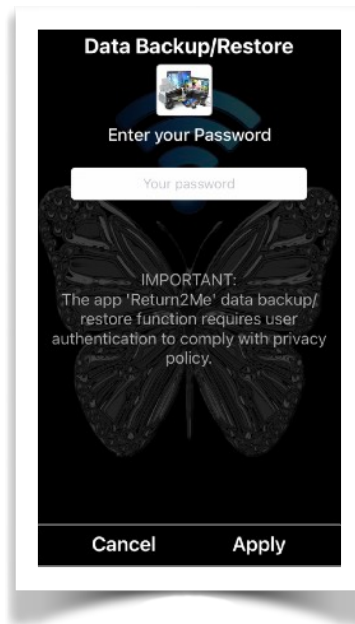 Data Backup/Restore
Enter your Password
Your password
IMPORTANT:
The app 'Return2Me' data backup/
restore function requires user
authentication to comply with privacy
policy.
Cancel Apply